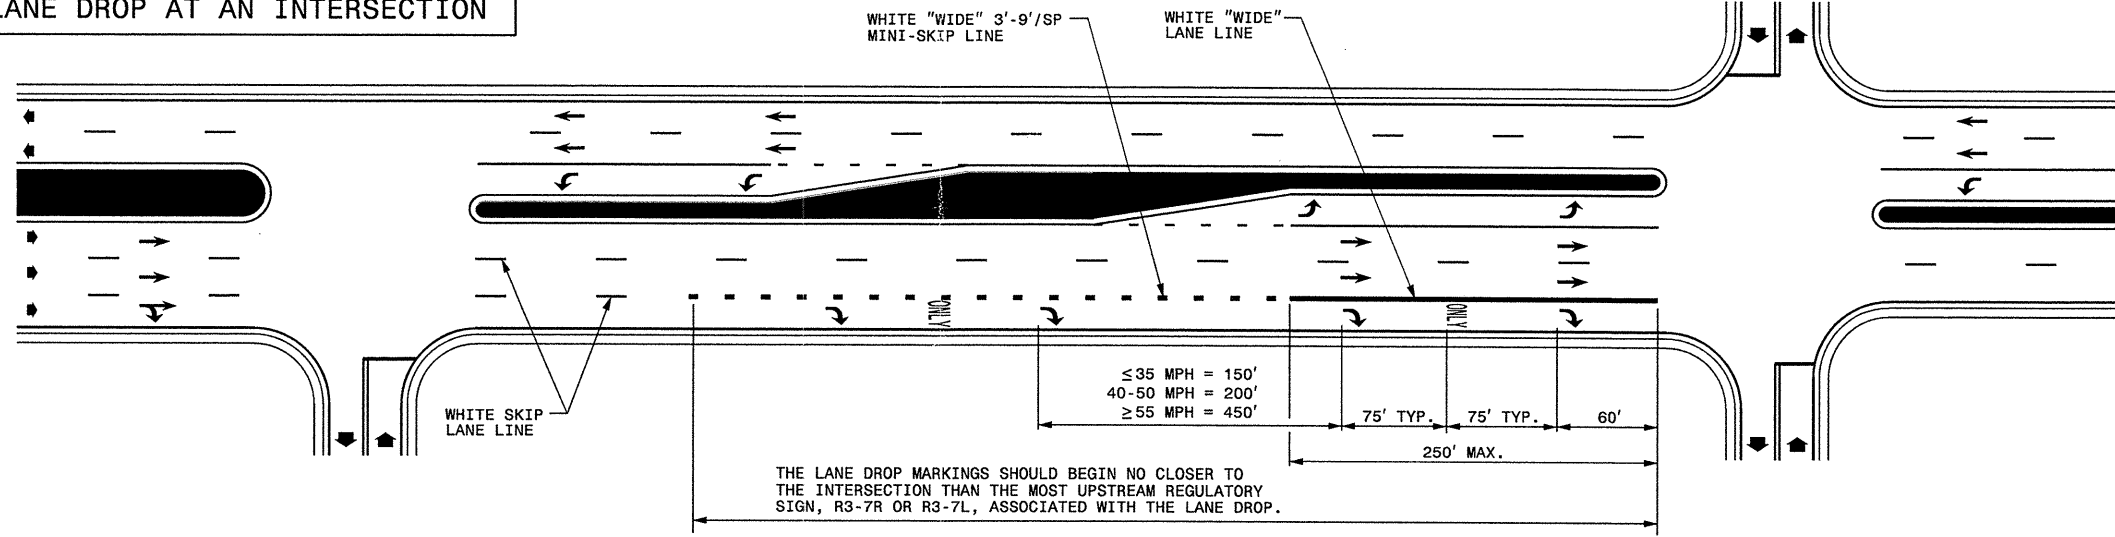 LANE DROP AT AN INTERSECTION
WHITE "WIDE" 3'-9'/SP
MINI-SKIP LINE
WHITE "WIDE"
LANE LINE
ONLY
ONLY
WHITE SKIP
LANE LINE
≤35 MPH = 150'
40-50 MPH = 200'
≥55 MPH = 450'
75' TYP.
75' TYP.
60'
250' MAX.
THE LANE DROP MARKINGS SHOULD BEGIN NO CLOSER TO
THE INTERSECTION THAN THE MOST UPSTREAM REGULATORY
SIGN, R3-7R OR R3-7L, ASSOCIATED WITH THE LANE DROP.